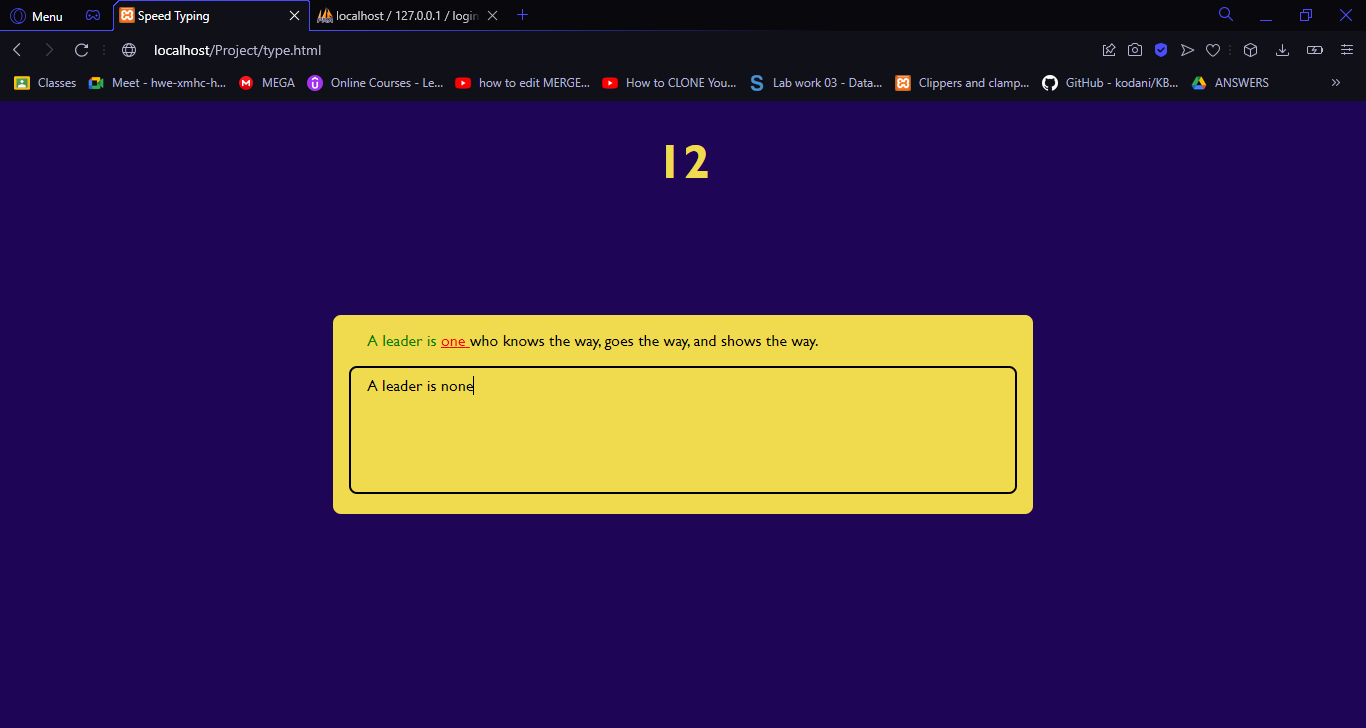 Menu
Speed Typing
localhost / 127.0.0.1 / login
localhost/Project/type.html
Classes
Meet - hwe-xmhc-h...
MEGA
Online Courses - Le...
how to edit MERGE...
How to CLONE You...
Lab work 03 - Data...
Clippers and clamp...
GitHub - kodani/KB...
ANSWERS
12
A leader is one who knows the way, goes the way, and shows the way.
A leader is none